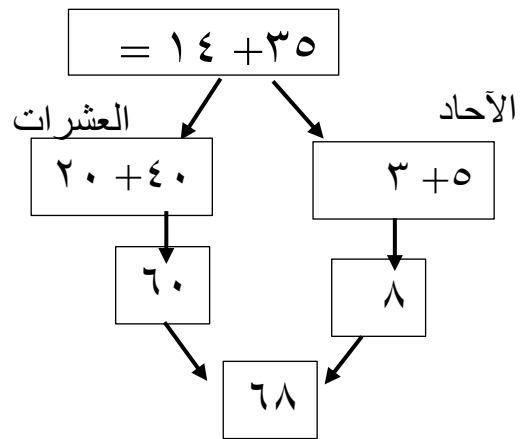 ٣٥+ ١٤ =
الآحاد
العشرات
٥+ ٣
٤٠+ ٢٠
٨
٦٠
٦٨